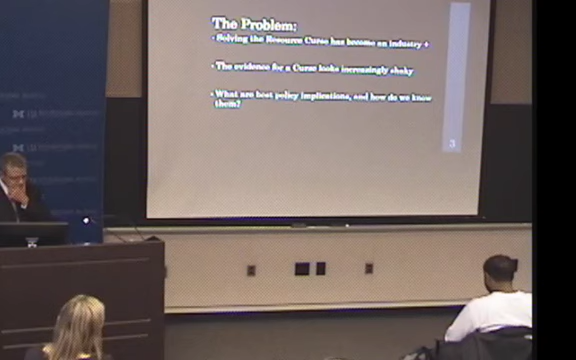 The Problem:
• Solving the Resource Curse has become an industry +
• The evidence for a Curse looks increasingly shaky
• What are best policy implications, and how do we know
them?
3